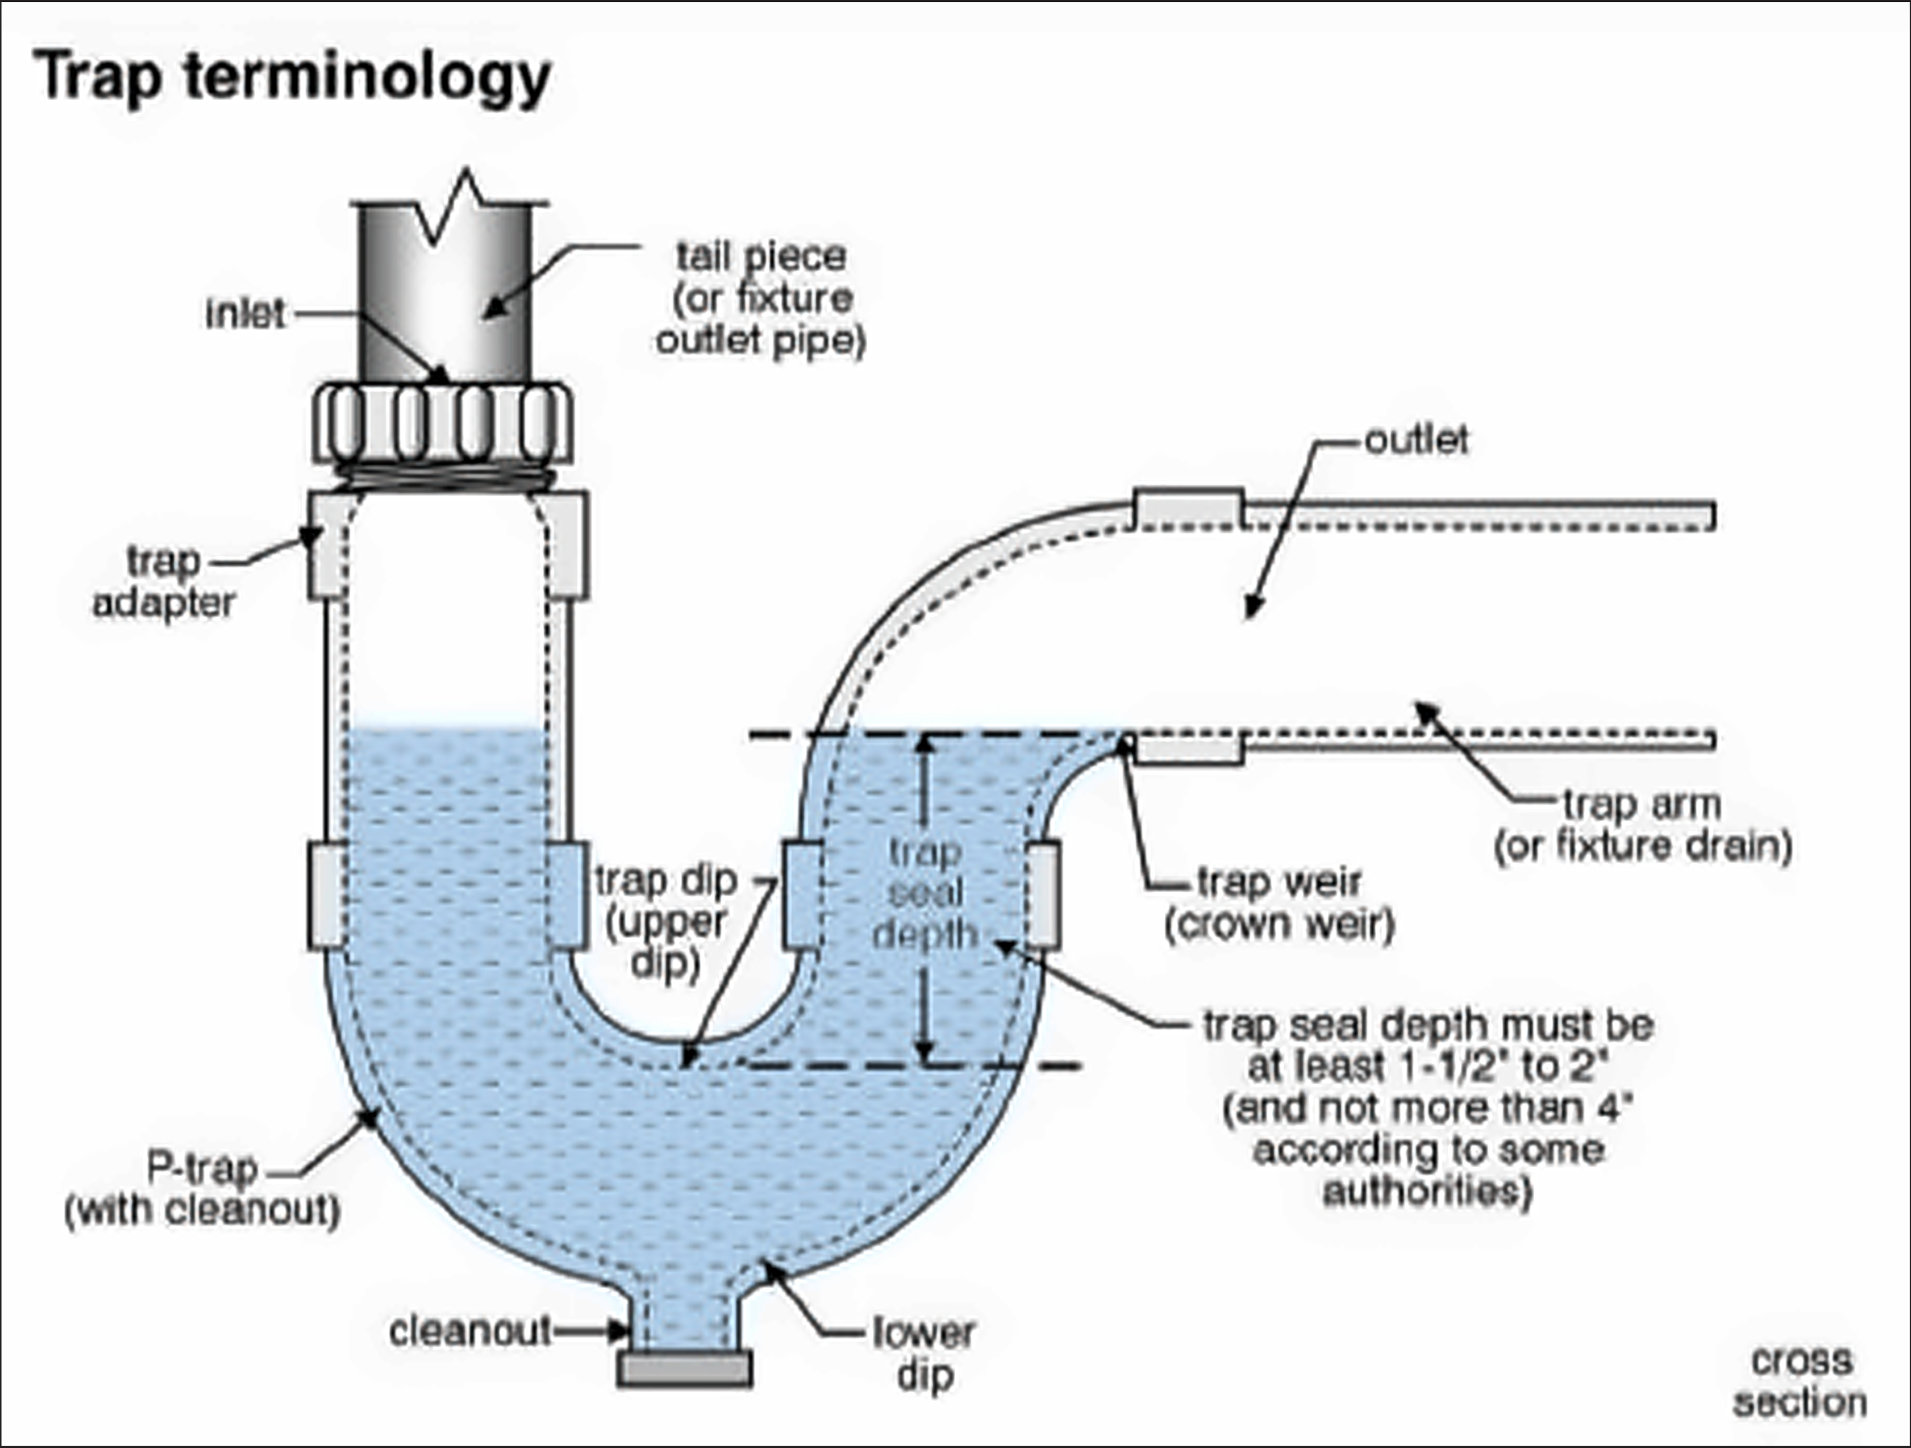 Trap terminology
tail piece
(or fixture
outlet pipe)
inlet
outlet
trap
adapter
trap arm
(or fixture drain)
trap dip
(upper
dip)
trap
seal
depth
trap weir
(crown weir)
trap seal depth must be
at least 1-1/2" to 2"
(and not more than 4"
according to some
authorities)
P-trap
(with cleanout)
cleanout
lower
dip
cross
section